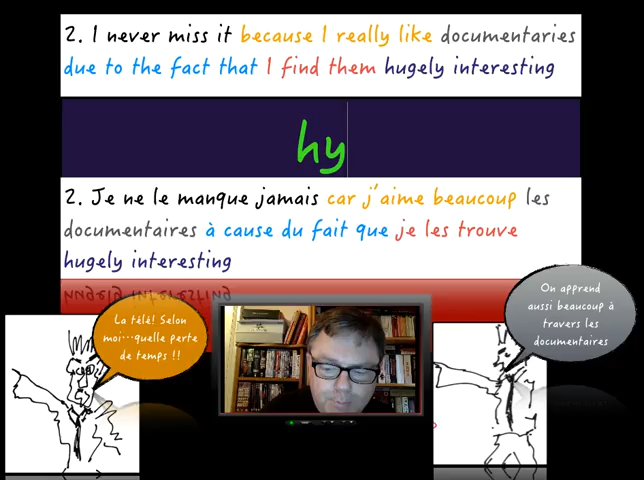 2. I never miss it because I really like documentaries
due to the fact that I find them hugely interesting
hy
2. Je ne le manque jamais car j'aime beaucoup les
documentaires à cause du fait que je les trouve
hugely interesting
hugely interesting
La télé! Selon
moi...quelle perte
de temps !!
On apprend
aussi beaucoup à
travers les
documentaires